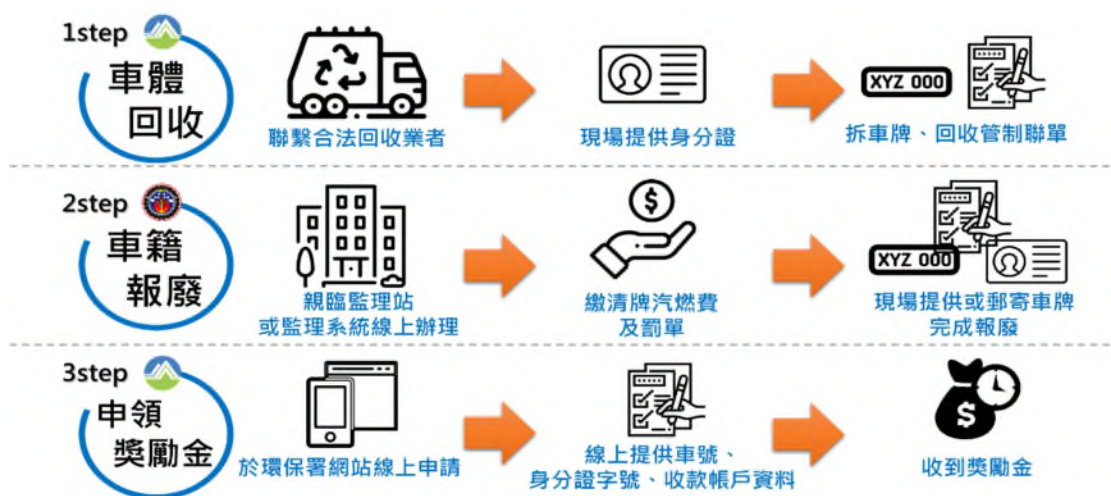 1step
車體
回收
聯繫合法回收業者
現場提供身分證
XYZ 000
拆車牌、回收管制聯單
2step
車籍
報廢
親臨監理站
或監理系統線上辦理
$
繳清牌汽燃費
及罰單
XYZ 000
現場提供或郵寄車牌
完成報廢
3step
申領
獎勵金
於環保署網站線上申請
線上提供車號、
身分證字號、收款帳戶資料
$
收到獎勵金